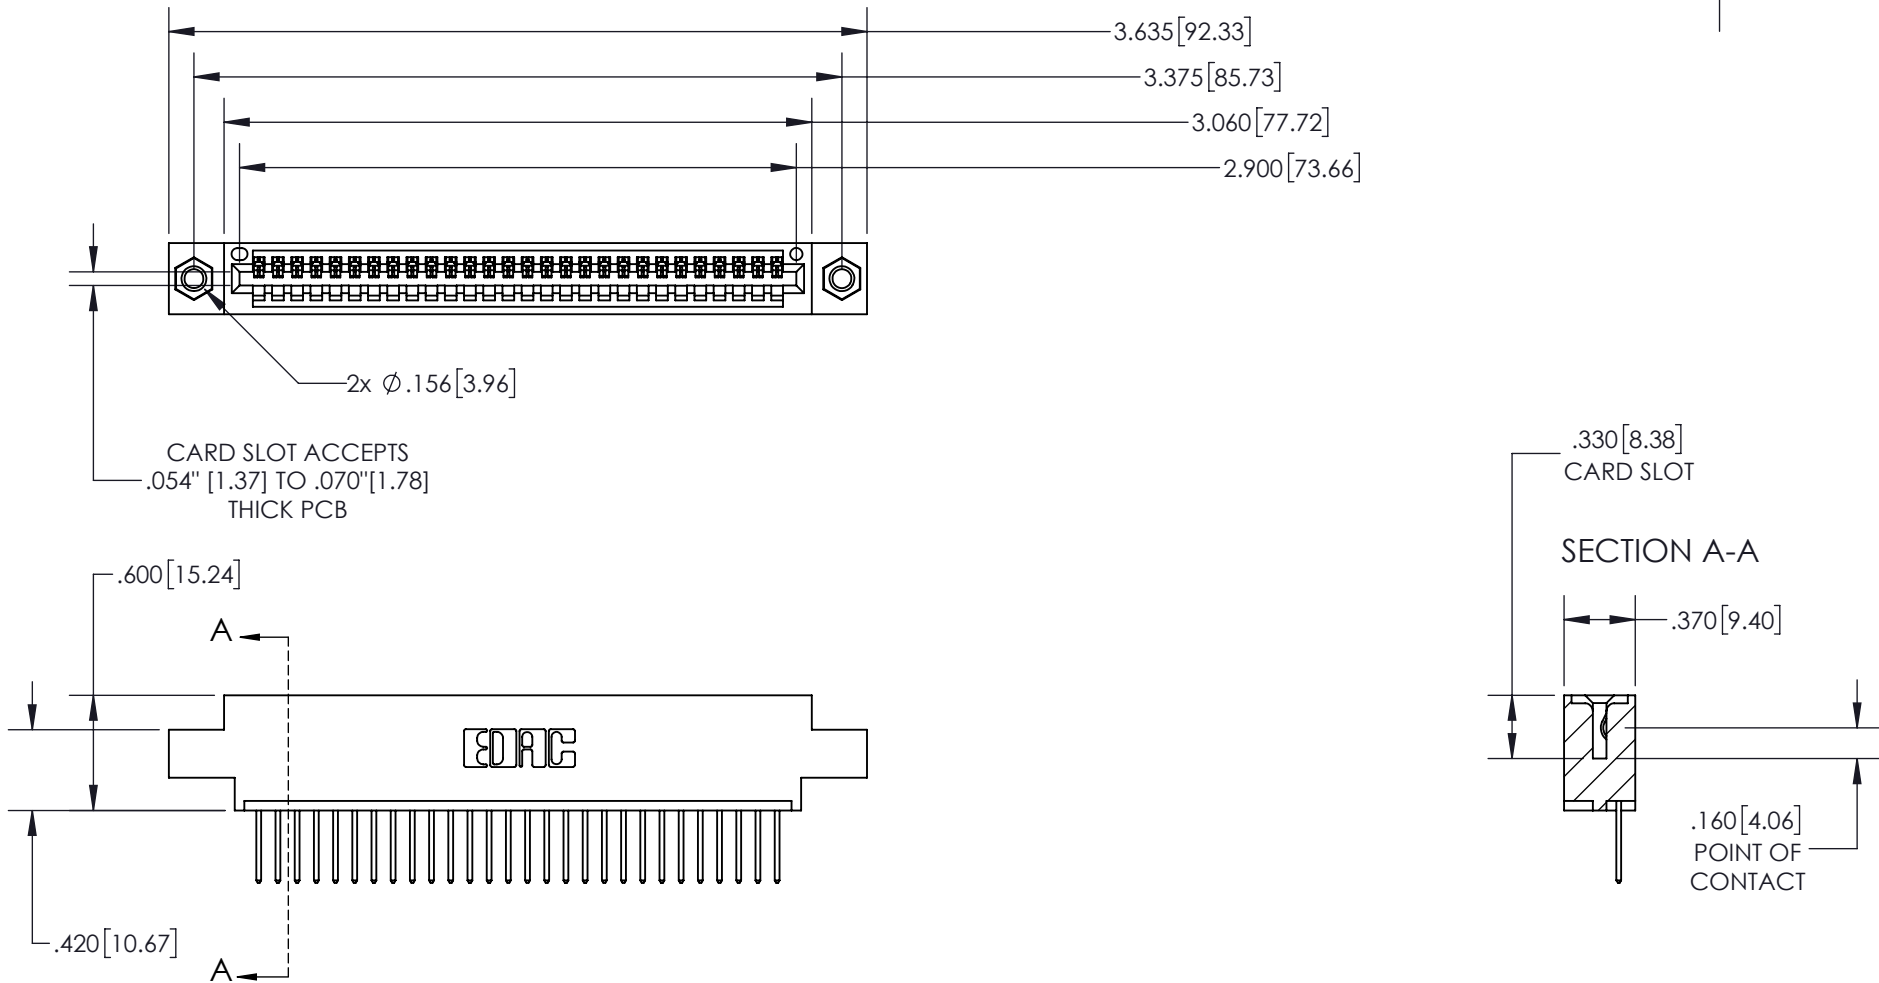 3.635[92.33]
3.375[85.73]
3.060[77.72]
2.900[73.66]
2x ⌀.156[3.96]
CARD SLOT ACCEPTS
.054" [1.37] TO .070"[1.78]
THICK PCB
.330[8.38]
CARD SLOT
SECTION A-A
.600[15.24]
.370[9.40]
A
EDAC
.160[4.06]
POINT OF
CONTACT
.420[10.67]
A